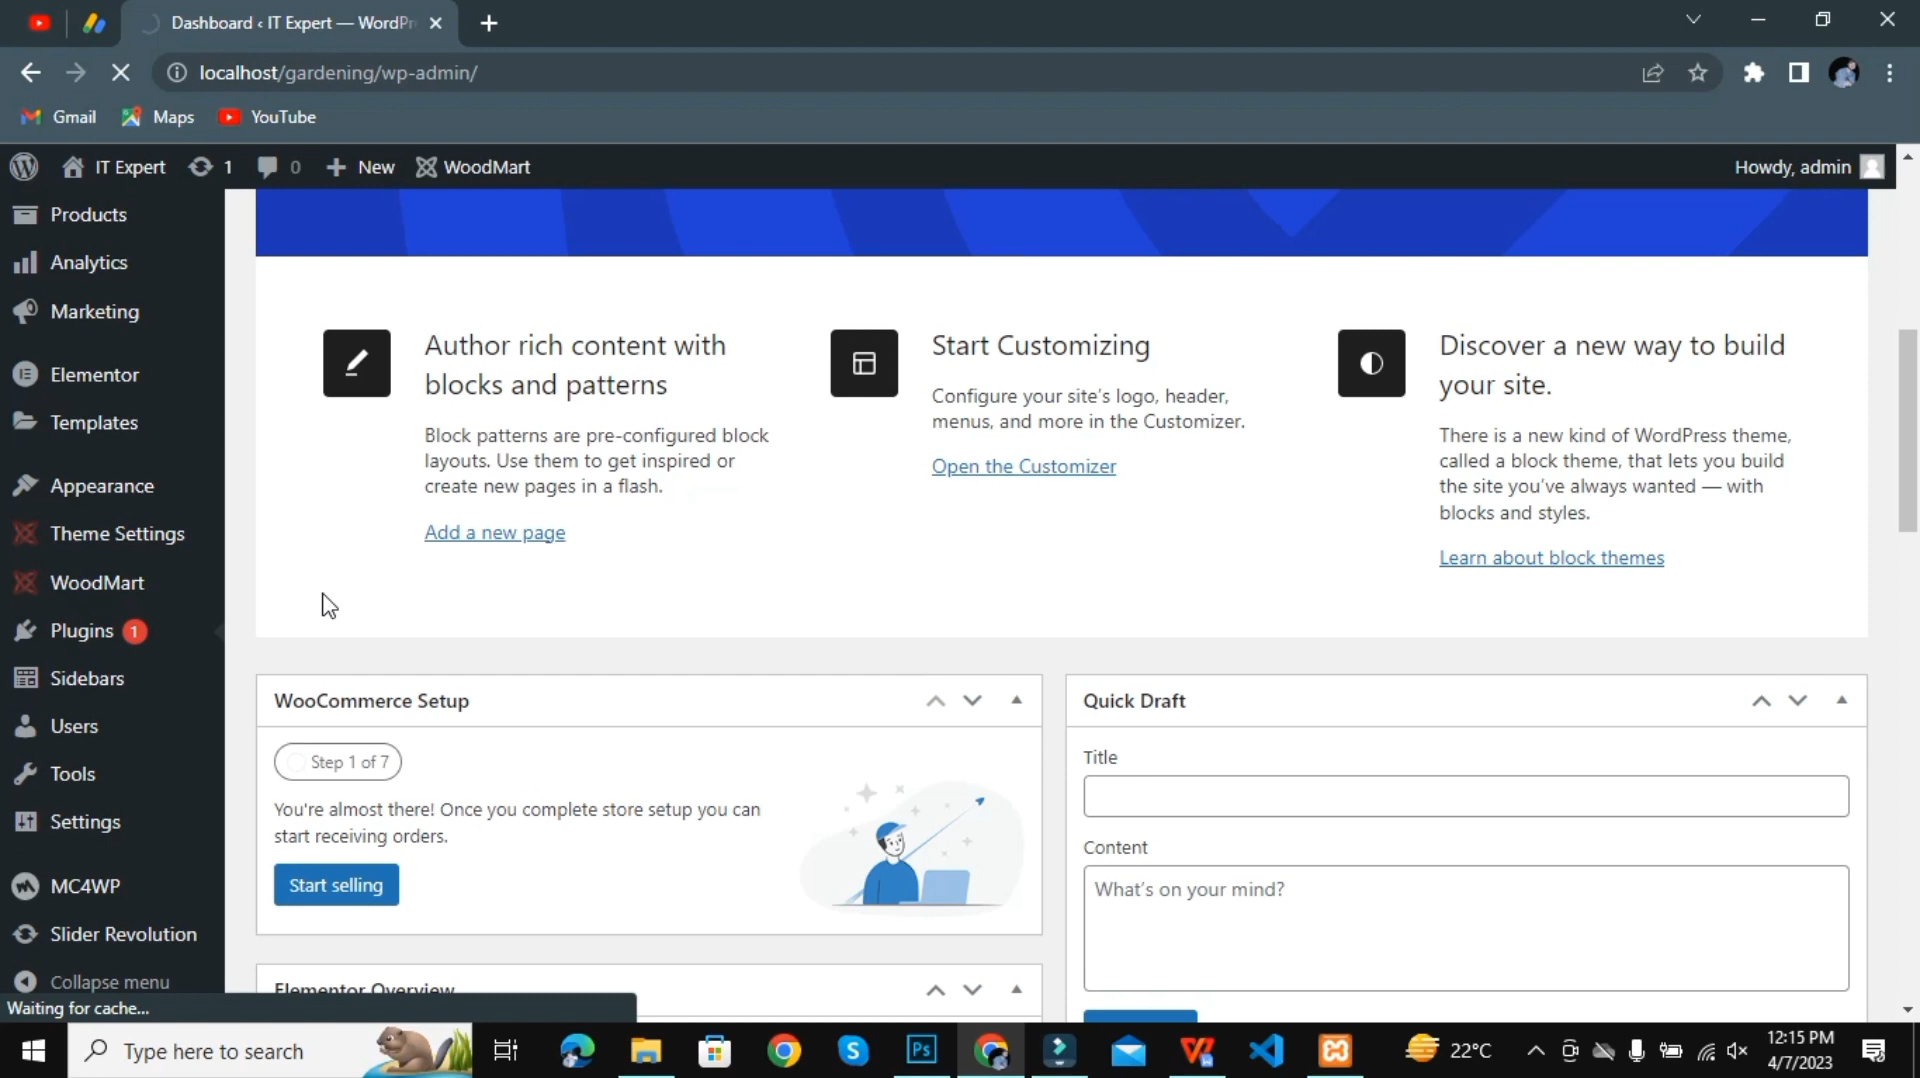 Dashboard ‹ IT Expert — WordPr
localhost/gardening/wp-admin/
Gmail Maps YouTube
IT Expert 1 0 New WoodMart Howdy, admin
Products
Analytics
Marketing
Elementor
Templates
Appearance
Theme Settings
WoodMart
Plugins 1
Sidebars
Users
Tools
Settings
MC4WP
Slider Revolution
Collapse menu
Author rich content with
blocks and patterns
Block patterns are pre-configured block
layouts. Use them to get inspired or
create new pages in a flash.
Add a new page
Start Customizing
Configure your site's logo, header,
menus, and more in the Customizer.
Open the Customizer
Discover a new way to build
your site.
There is a new kind of WordPress theme,
called a block theme, that lets you build
the site you've always wanted — with
blocks and styles.
Learn about block themes
WooCommerce Setup
Step 1 of 7
You're almost there! Once you complete store setup you can
start receiving orders.
Start selling
Elementor Overview
Quick Draft
Title
Content
What's on your mind?
Waiting for cache...
Type here to search
S
Ps
22°C
12:15 PM
4/7/2023